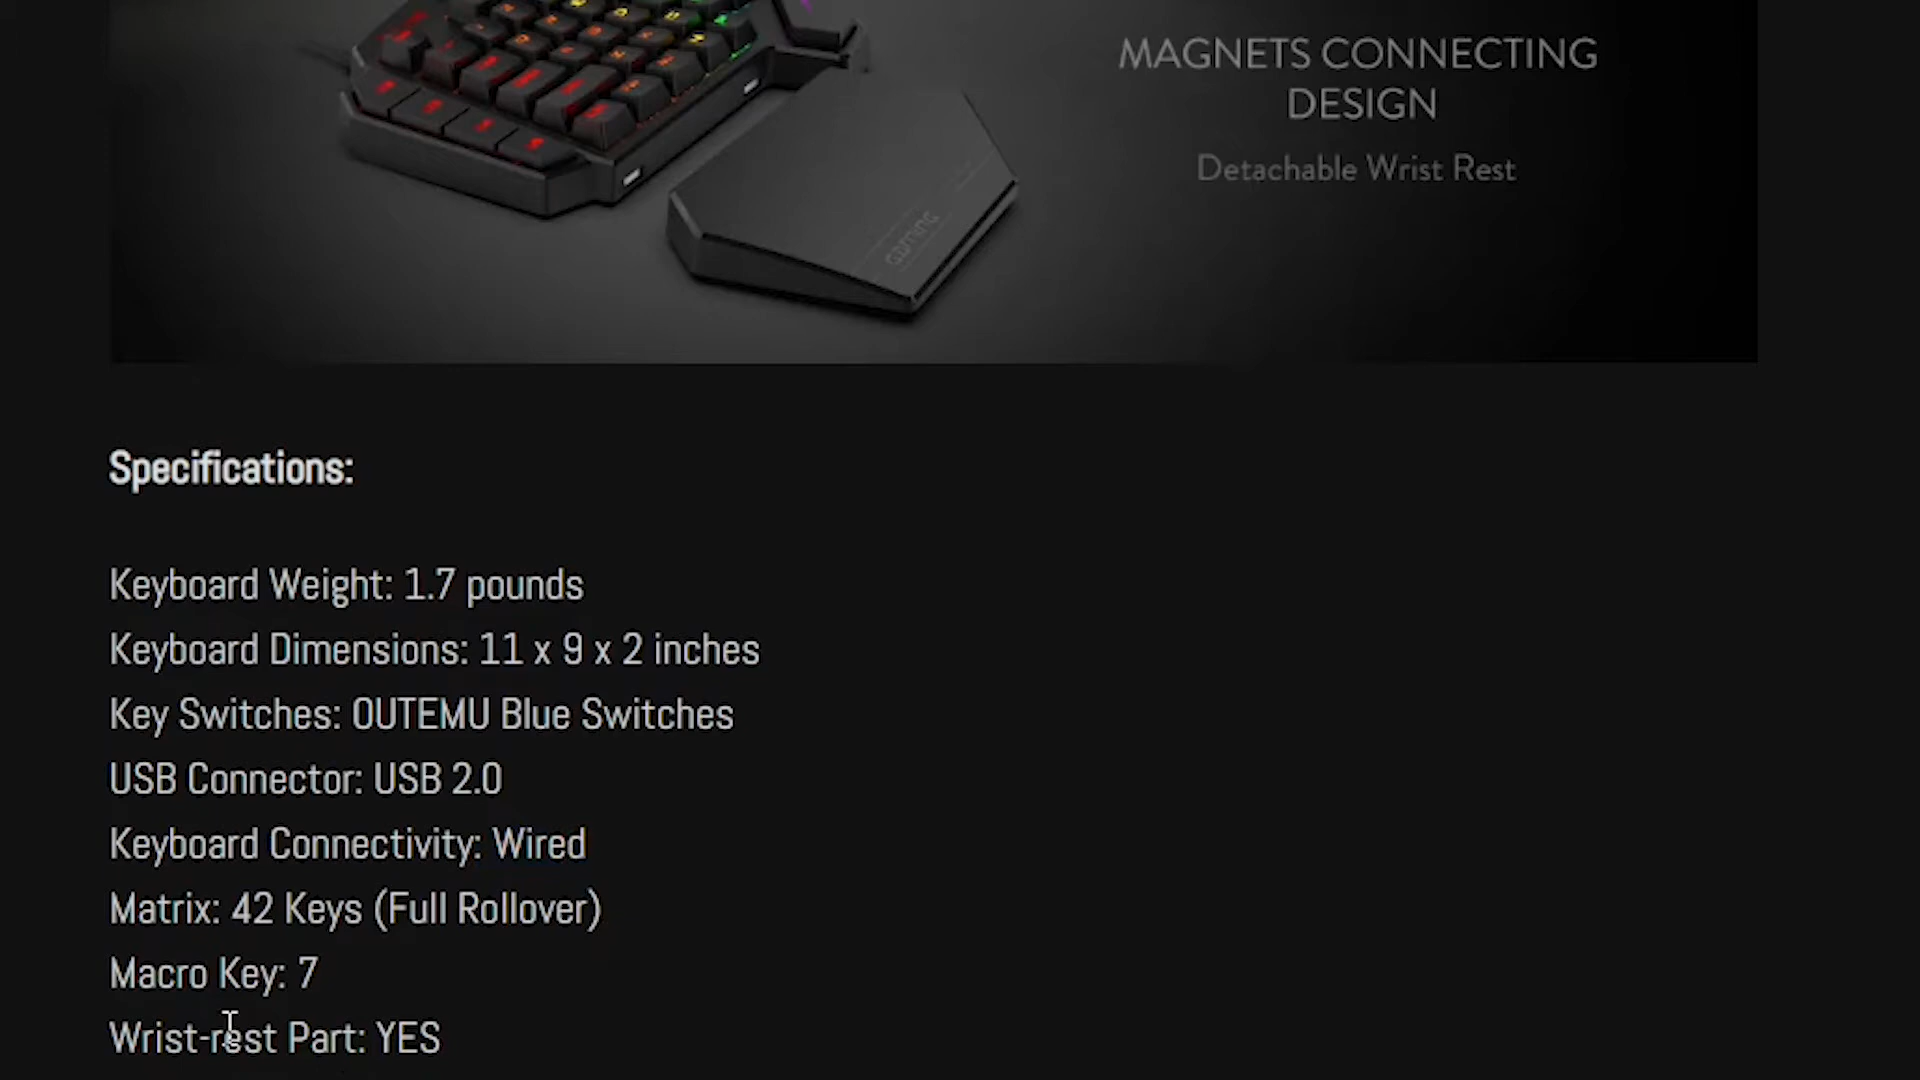 MAGNETS CONNECTING
DESIGN
Detachable Wrist Rest
GAMING
Specifications:
Keyboard Weight: 1.7 pounds
Keyboard Dimensions: 11 x 9 x 2 inches
Key Switches: OUTEMU Blue Switches
USB Connector: USB 2.0
Keyboard Connectivity: Wired
Matrix: 42 Keys (Full Rollover)
Macro Key: 7
Wrist-rest Part: YES